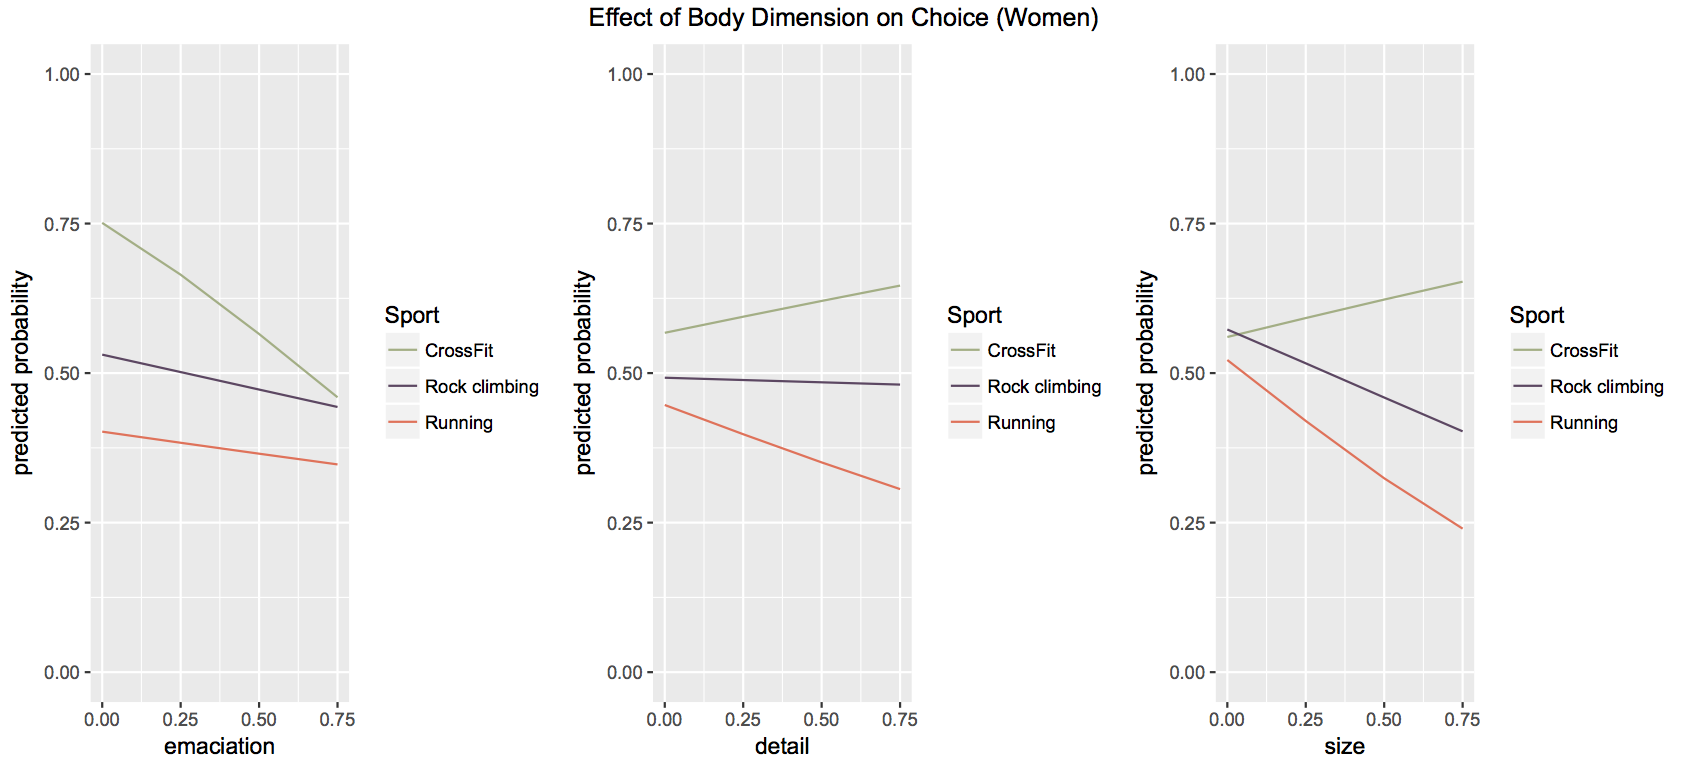 Effect of Body Dimension on Choice (Women)
predicted probability
1.00
0.75
0.50
0.25
0.00
0.00 0.25 0.50 0.75
emaciation
Sport
CrossFit
Rock climbing
Running
predicted probability
1.00
0.75
0.50
0.25
0.00
0.00 0.25 0.50 0.75
detail
Sport
CrossFit
Rock climbing
Running
predicted probability
1.00
0.75
0.50
0.25
0.00
0.00 0.25 0.50 0.75
size
Sport
CrossFit
Rock climbing
Running